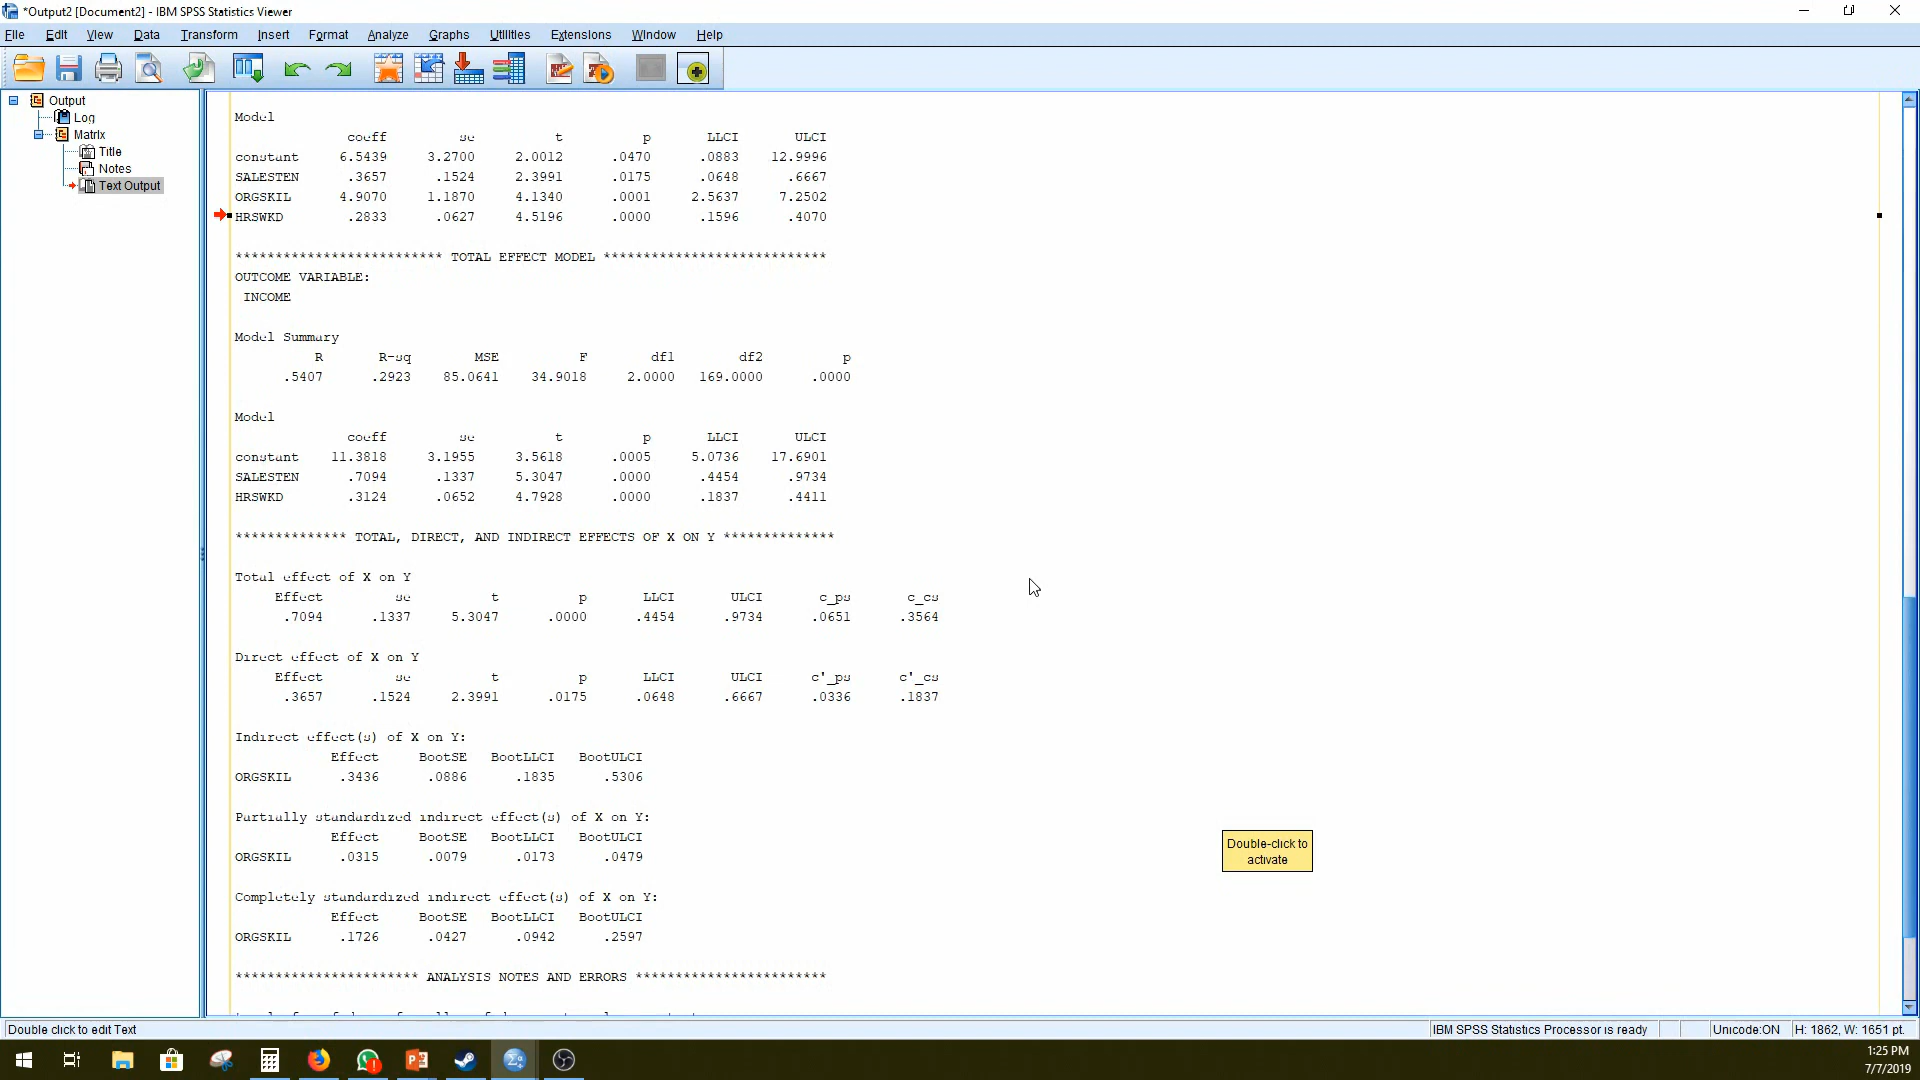 *Output2 [Document2] - IBM SPSS Statistics Viewer
File Edit View Data Transform Insert Format Analyze Graphs Utilities Extensions Window Help
Output
Log
Matrix
Title
Notes
Text Output
Model
coeff se t p LLCI ULCI
constant 6.5439 3.2700 2.0012 .0470 .0883 12.9996
SALESTEN .3657 .1524 2.3991 .0175 .0648 .6667
ORGSKIL 4.9070 1.1870 4.1340 .0001 2.5637 7.2502
HRSWKD .2833 .0627 4.5196 .0000 .1596 .4070
************************** TOTAL EFFECT MODEL ****************************
OUTCOME VARIABLE:
INCOME
Model Summary
R R-sq MSE F df1 df2 p
.5407 .2923 85.0641 34.9018 2.0000 169.0000 .0000
Model
coeff se t p LLCI ULCI
constant 11.3818 3.1955 3.5618 .0005 5.0736 17.6901
SALESTEN .7094 .1337 5.3047 .0000 .4454 .9734
HRSWKD .3124 .0652 4.7928 .0000 .1837 .4411
************** TOTAL, DIRECT, AND INDIRECT EFFECTS OF X ON Y **************
Total effect of X on Y
Effect se t p LLCI ULCI c_ps c_cs
.7094 .1337 5.3047 .0000 .4454 .9734 .0651 .3564
Direct effect of X on Y
Effect se t p LLCI ULCI c'_ps c'_cs
.3657 .1524 2.3991 .0175 .0648 .6667 .0336 .1837
Indirect effect(s) of X on Y:
Effect BootSE BootLLCI BootULCI
ORGSKIL .3436 .0886 .1835 .5306
Partially standardized indirect effect(s) of X on Y:
Effect BootSE BootLLCI BootULCI
ORGSKIL .0315 .0079 .0173 .0479
Completely standardized indirect effect(s) of X on Y:
Effect BootSE BootLLCI BootULCI
ORGSKIL .1726 .0427 .0942 .2597
*********************** ANALYSIS NOTES AND ERRORS ************************
Double-click to
activate
Double click to edit Text
IBM SPSS Statistics Processor is ready Unicode:ON H: 1862, W: 1651 pt.
1:25 PM
7/7/2019